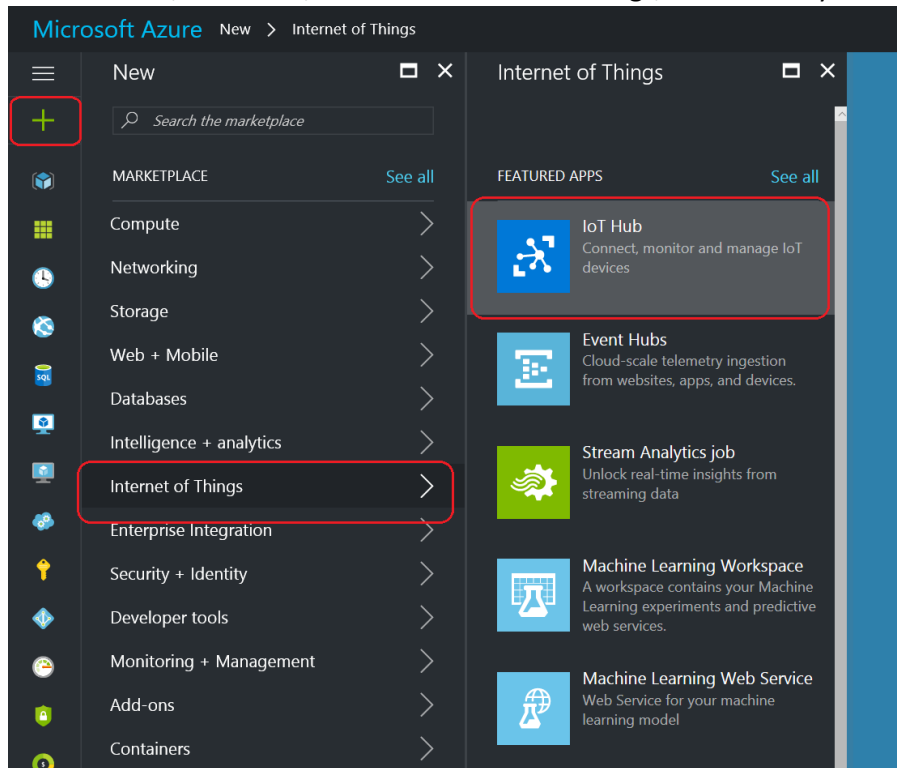 Microsoft Azure New > Internet of Things
New
Search the marketplace
MARKETPLACE See all
Compute
Networking
Storage
Web + Mobile
Databases
Intelligence + analytics
Internet of Things
Enterprise Integration
Security + Identity
Developer tools
Monitoring + Management
Add-ons
Containers
SQL
Internet of Things
FEATURED APPS See all
IoT Hub
Connect, monitor and manage IoT
devices
Event Hubs
Cloud-scale telemetry ingestion
from websites, apps, and devices.
Stream Analytics job
Unlock real-time insights from
streaming data
Machine Learning Workspace
A workspace contains your Machine
Learning experiments and predictive
web services.
Machine Learning Web Service
Web Service for your machine
learning model